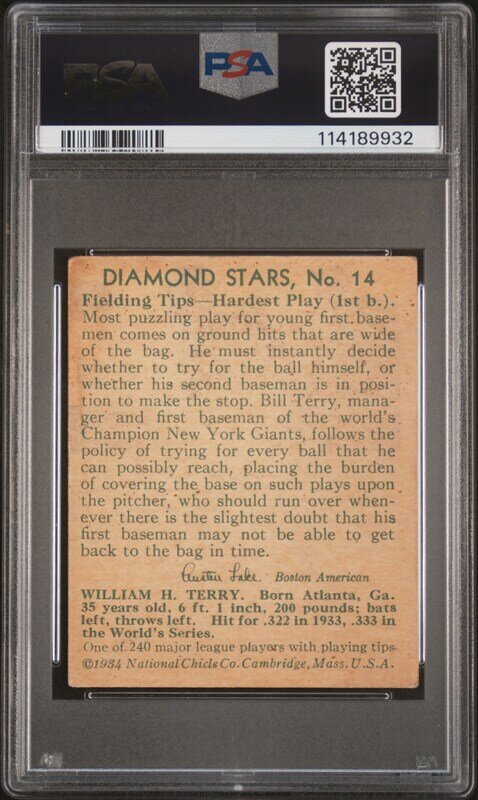 PSA
PSA
114189932
DIAMOND STARS, No. 14
Fielding Tips—Hardest Play (1st b.).
Most puzzling play for young first base-
men comes on ground hits that are wide
of the bag. He must instantly decide
whether to try for the ball himself, or
whether his second baseman is in posi-
tion to make the stop. Bill Terry, mana-
ger and first baseman of the world's
Champion New York Giants, follows the
policy of trying for every ball that he
can possibly reach, placing the burden
of covering the base on such plays upon
the pitcher, who should run over when-
ever there is the slightest doubt that his
first baseman may not be able to get
back to the bag in time.
Austen Lake Boston American
WILLIAM H. TERRY. Born Atlanta, Ga.
35 years old, 6 ft. 1 inch, 200 pounds; bats
left, throws left. Hit for .322 in 1933, .333 in
the World's Series.
One of 240 major league players with playing tips.
©1934 National Chicle Co. Cambridge, Mass. U.S.A.